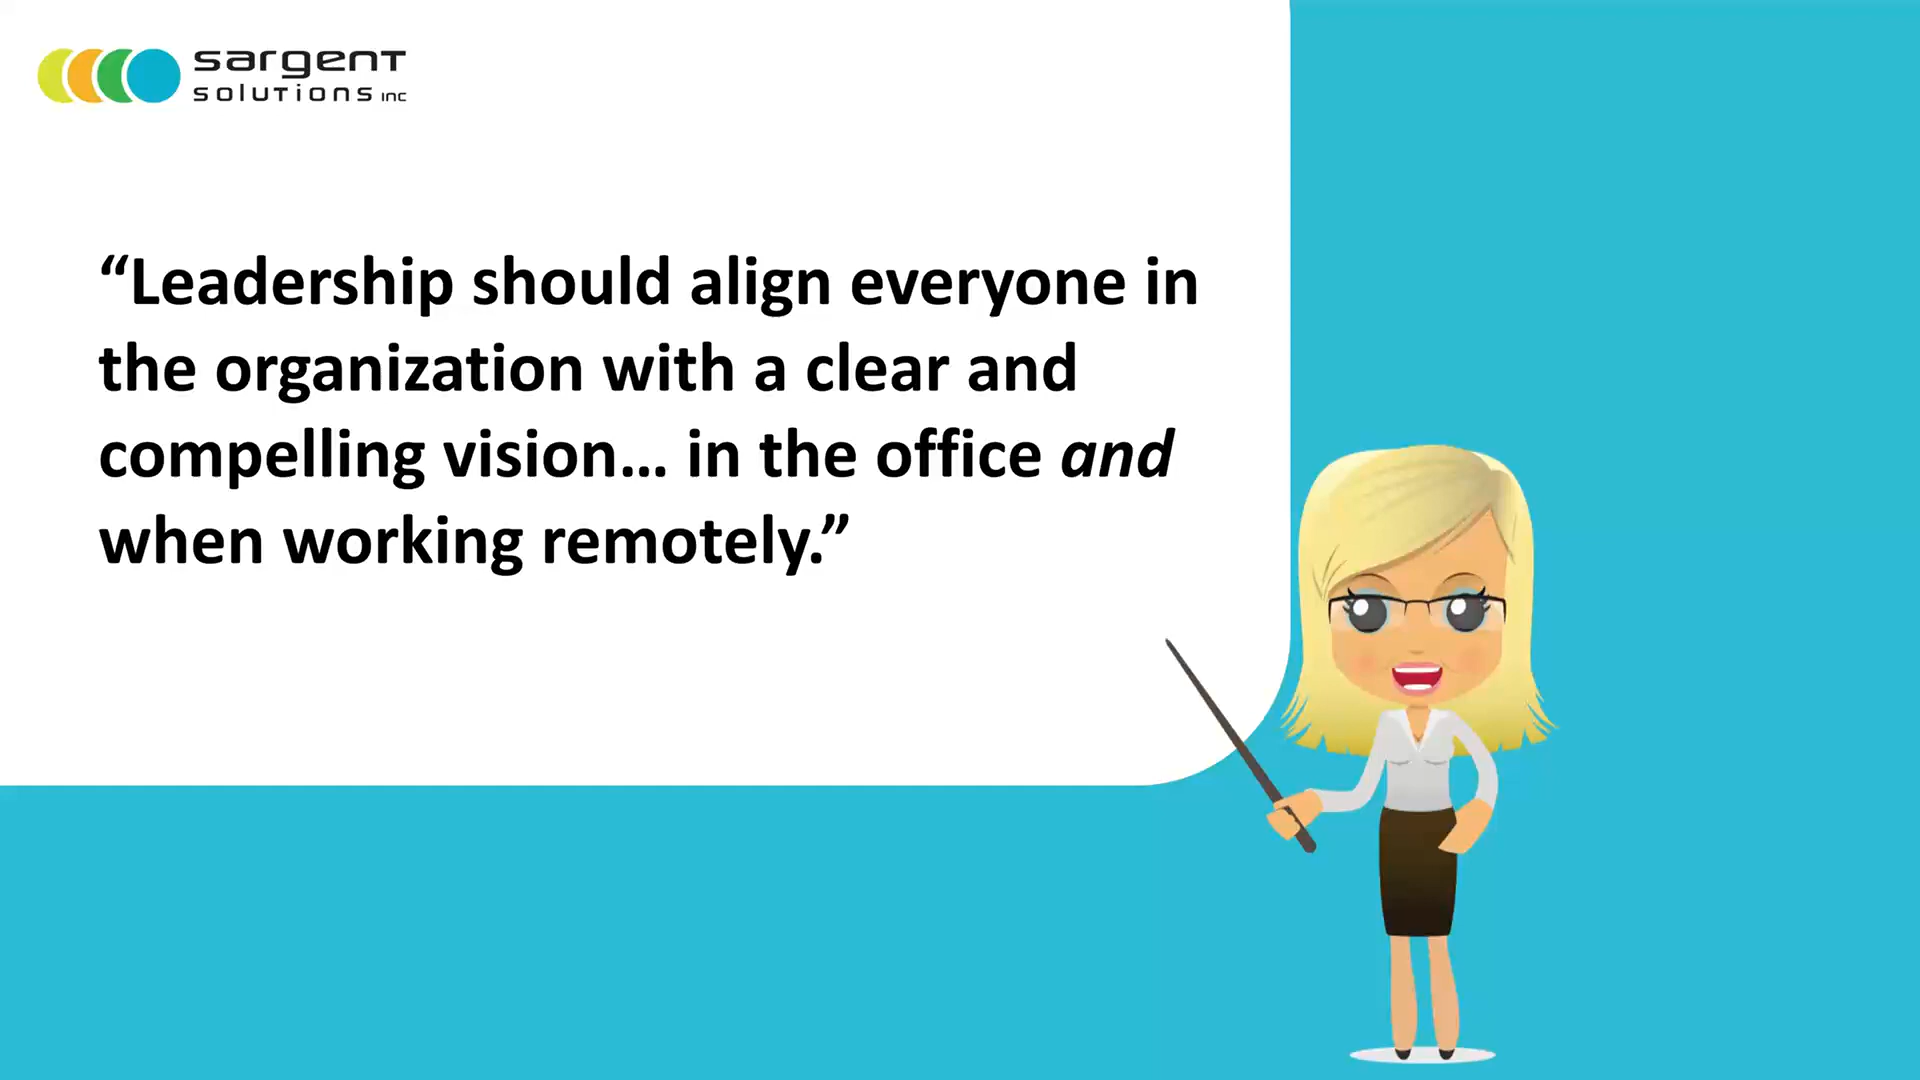 sargent
solutions inc
“Leadership should align everyone in
the organization with a clear and
compelling vision... in the office and
when working remotely.”